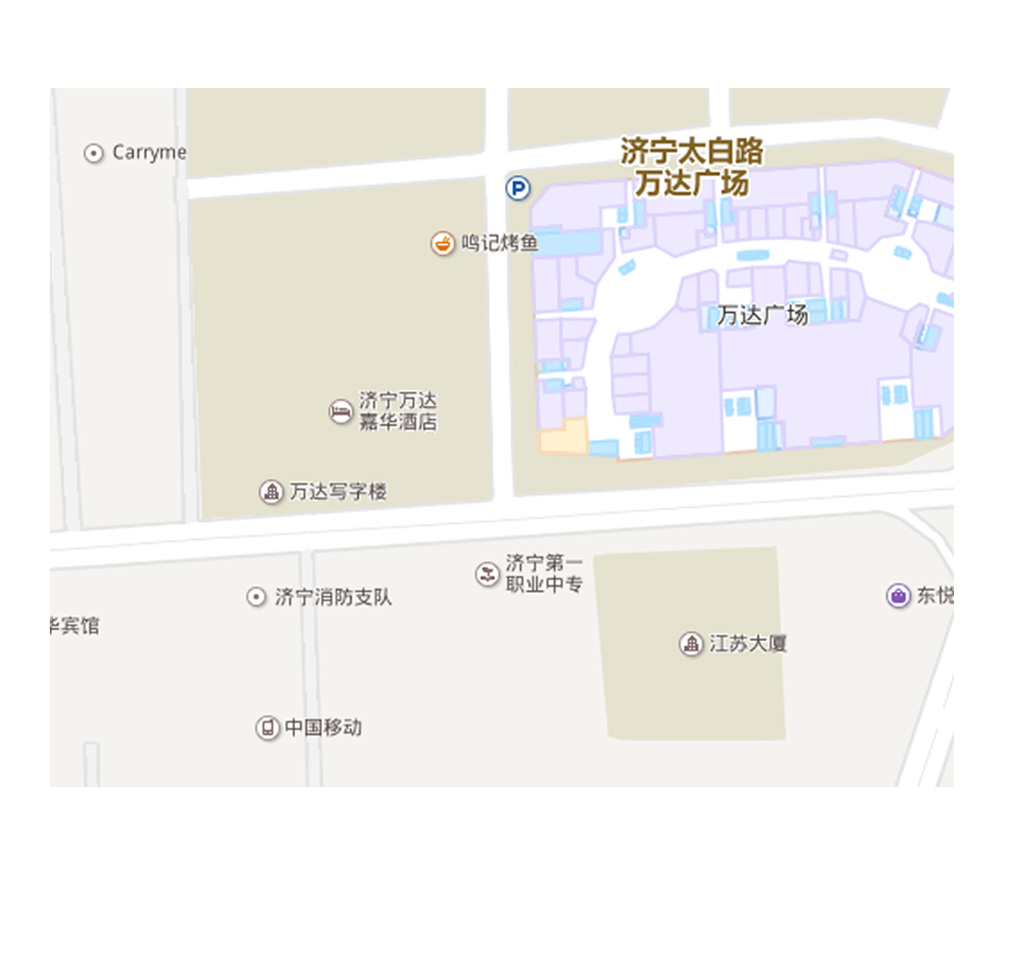 Carryme
济宁太白路
万达广场
P
鸣记烤鱼
万达广场
济宁万达
嘉华酒店
万达写字楼
济宁第一
职业中专
济宁消防支队
东悦
华宾馆
江苏大厦
中国移动